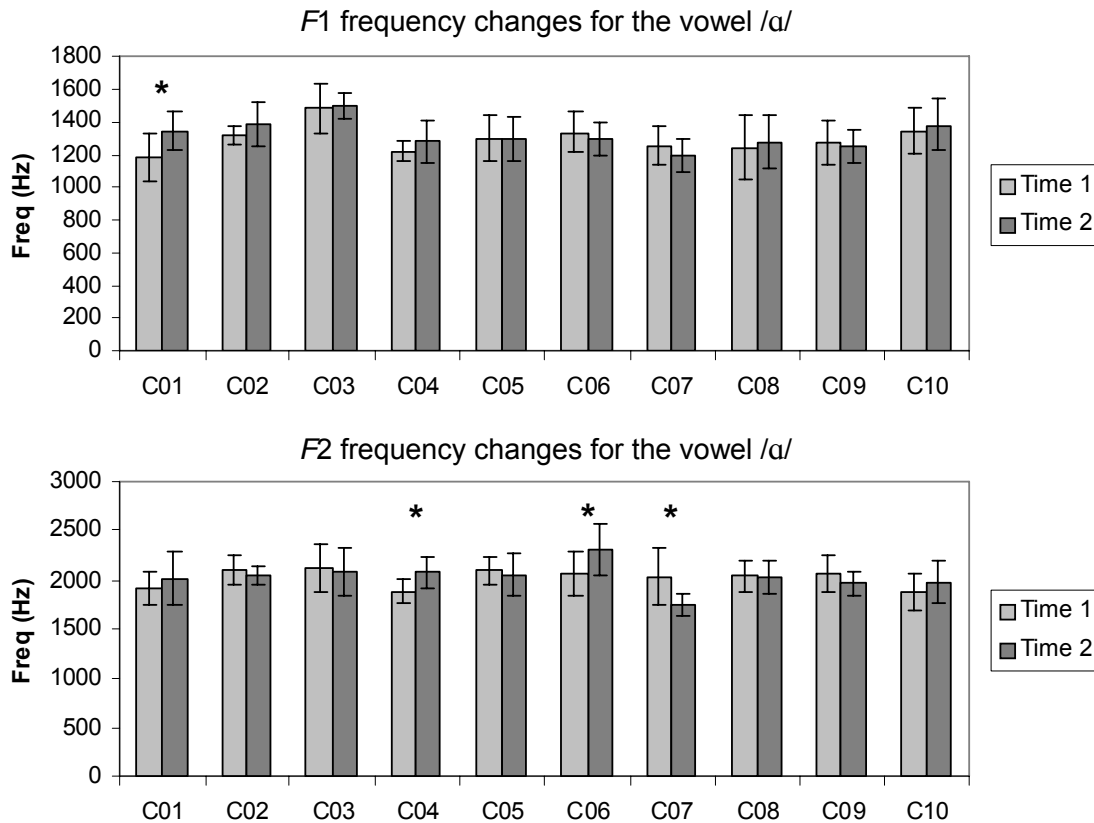 F1 frequency changes for the vowel /ɑ/
1800
1600
1400
1200
1000
800
600
400
200
0
Freq (Hz)
*
C01 C02 C03 C04 C05 C06 C07 C08 C09 C10
Time 1
Time 2
F2 frequency changes for the vowel /ɑ/
3000
2500
2000
1500
1000
500
0
Freq (Hz)
* * *
C01 C02 C03 C04 C05 C06 C07 C08 C09 C10
Time 1
Time 2